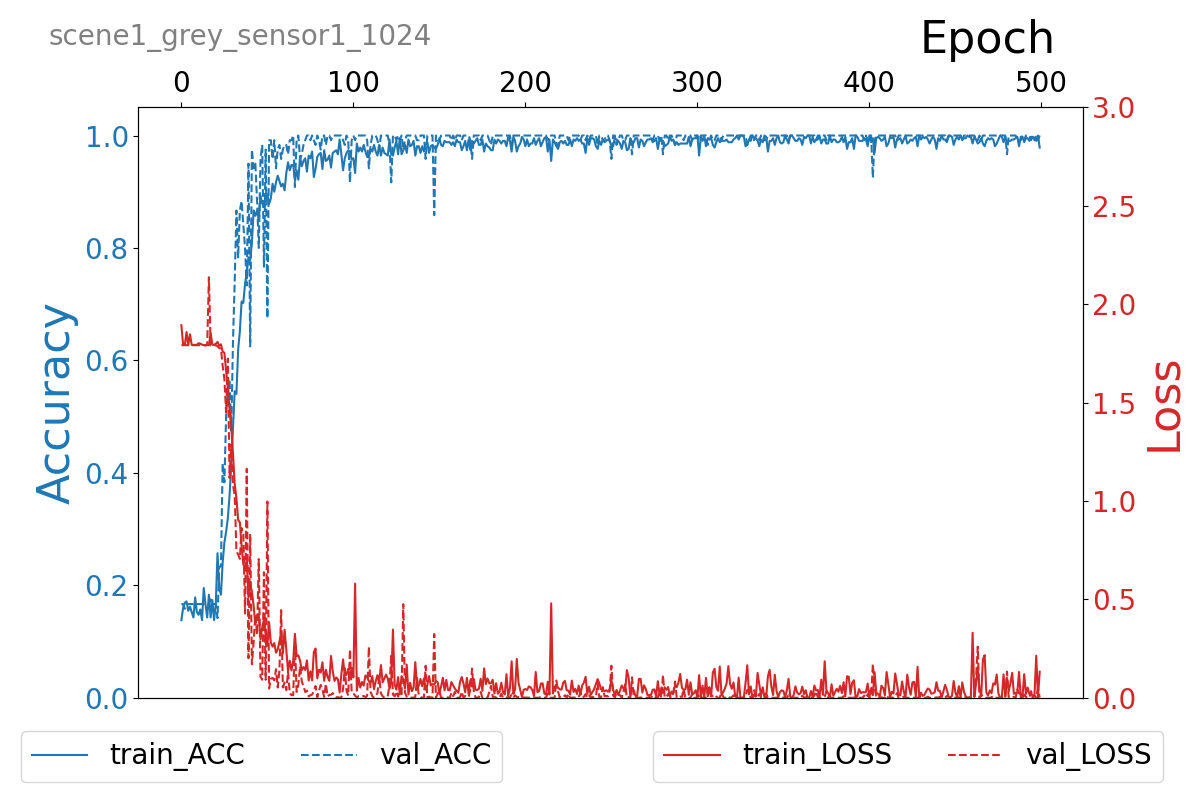 scene1_grey_sensor1_1024
Epoch
0 100 200 300 400 500
1.0
0.8
0.6
0.4
0.2
0.0
Accuracy
3.0
2.5
2.0
1.5
1.0
0.5
0.0
Loss
train_ACC val_ACC
train_LOSS val_LOSS